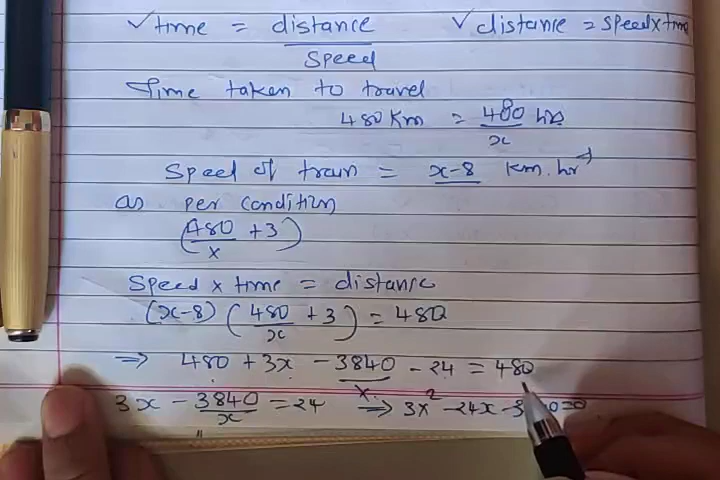 ✓ time = distance / Speed ✓ distance = speed x time
Time taken to travel
480 Km = 480/x hrs
Speed of train = x-8 km. hr⁻¹
as per condition
(480/x + 3)
Speed x time = distance
(x-8) (480/x + 3) = 480
⇒ 480 + 3x - 3840/x - 24 = 480
3x - 3840/x = 24 ⇒ 3x² - 24x -